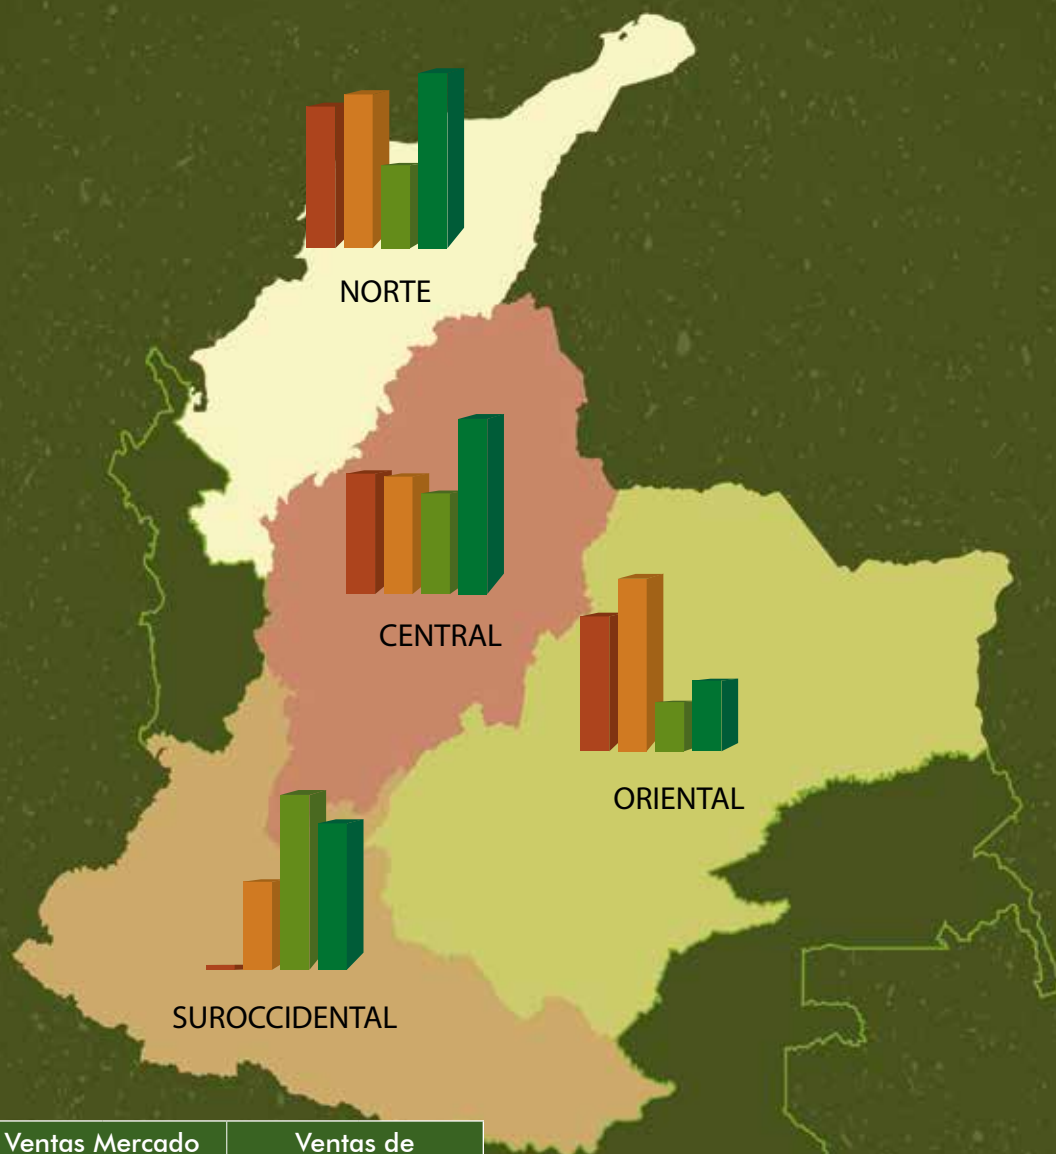 NORTE
CENTRAL
ORIENTAL
SUROCCIDENTAL
Ventas Mercado
Ventas de